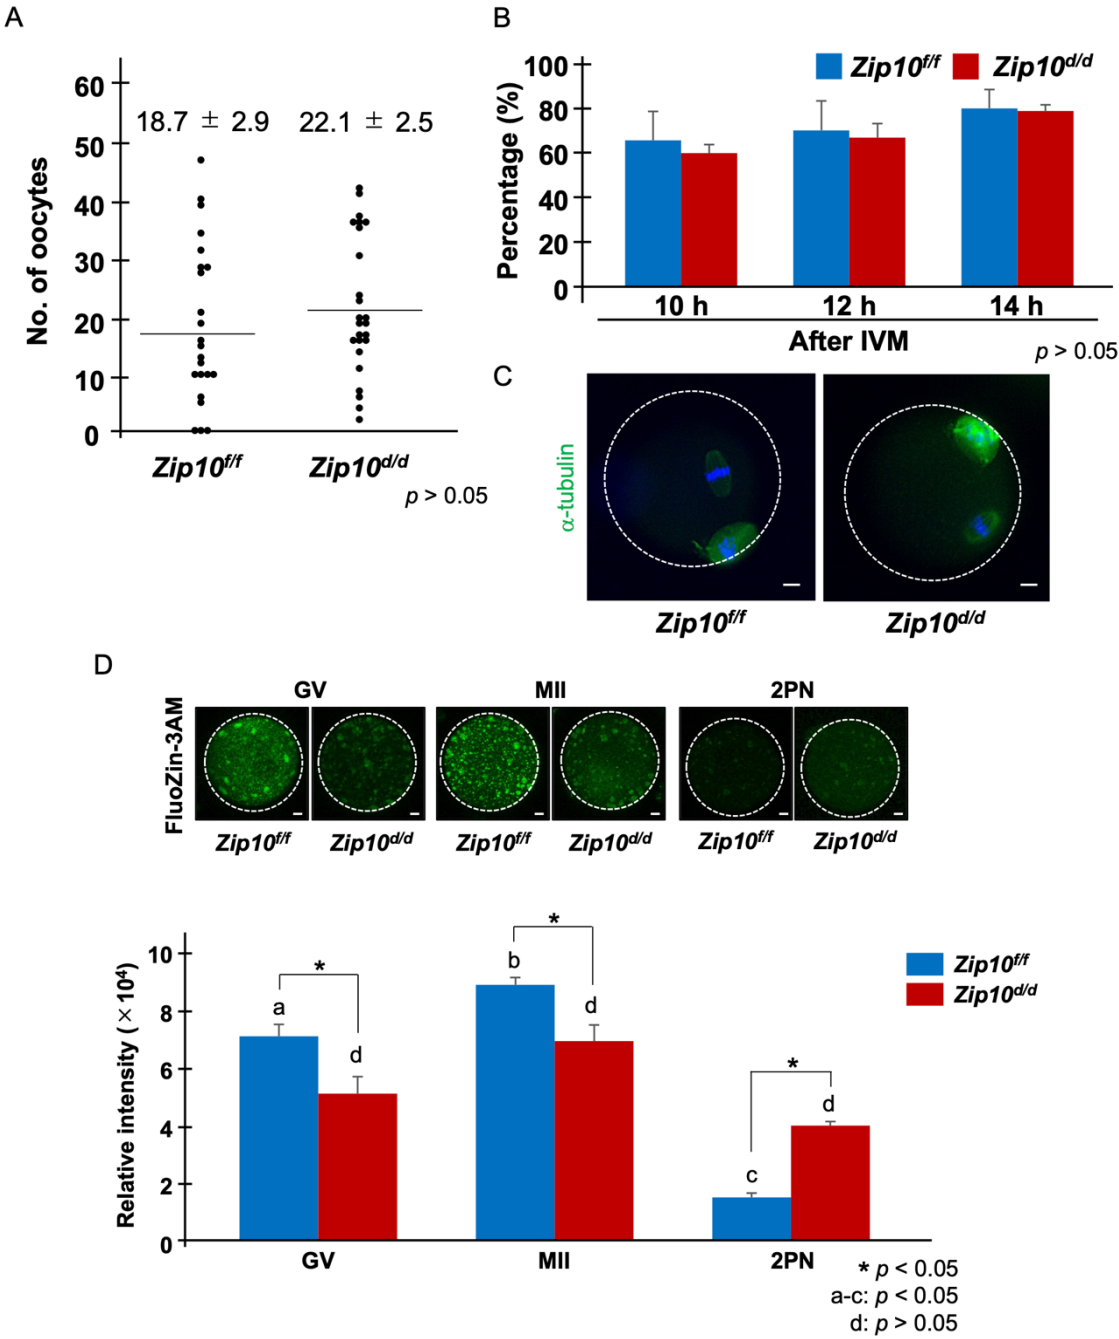 A
60
50
40
30
20
10
0
No. of oocytes
18.7 ± 2.9
22.1 ± 2.5
Zip10f/f
Zip10d/d
p > 0.05
B
Zip10f/f
Zip10d/d
100
80
60
40
20
0
Percentage (%)
10 h
12 h
14 h
After IVM
p > 0.05
C
α-tubulin
Zip10f/f
Zip10d/d
D
GV
MII
2PN
FluoZin-3AM
Zip10f/f
Zip10d/d
Zip10f/f
Zip10d/d
Zip10f/f
Zip10d/d
Relative intensity (×10⁴)
10
8
6
4
2
0
*
a
d
*
b
d
*
c
d
Zip10f/f
Zip10d/d
GV
MII
2PN
* p < 0.05
a-c: p < 0.05
d: p > 0.05